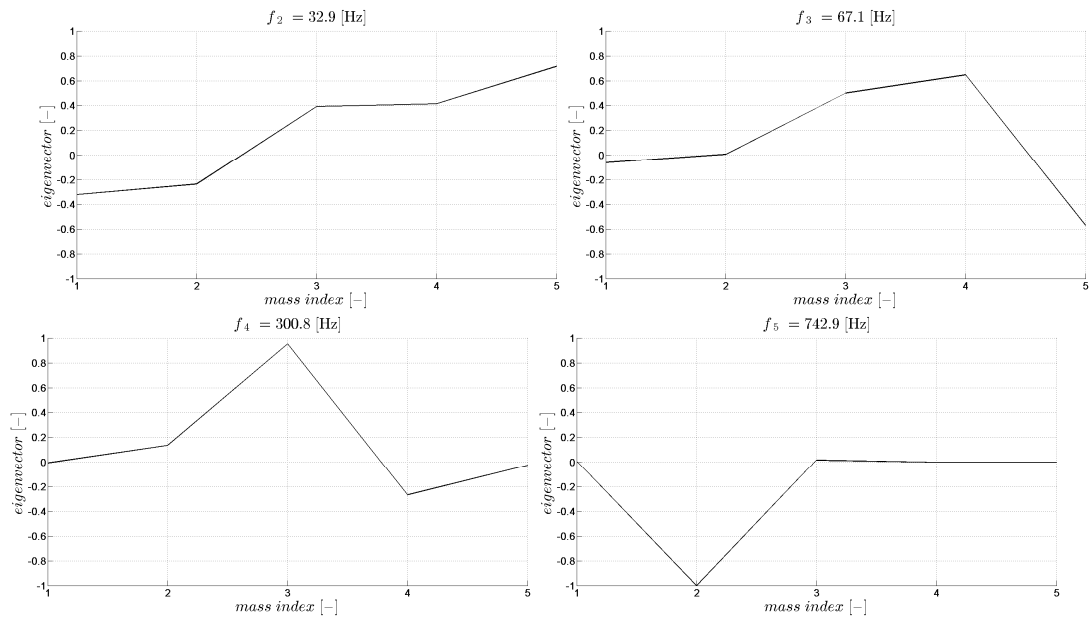 f 2 = 32.9 [Hz]
1
0.8
0.6
0.4
0.2
0
-0.2
-0.4
-0.6
-0.8
-1
eigenvector [−]
1 2 3 4 5
mass index [−]
f 3 = 67.1 [Hz]
1
0.8
0.6
0.4
0.2
0
-0.2
-0.4
-0.6
-0.8
-1
eigenvector [−]
1 2 3 4 5
mass index [−]
f 4 = 300.8 [Hz]
1
0.8
0.6
0.4
0.2
0
-0.2
-0.4
-0.6
-0.8
-1
eigenvector [−]
1 2 3 4 5
mass index [−]
f 5 = 742.9 [Hz]
1
0.8
0.6
0.4
0.2
0
-0.2
-0.4
-0.6
-0.8
-1
eigenvector [−]
1 2 3 4 5
mass index [−]